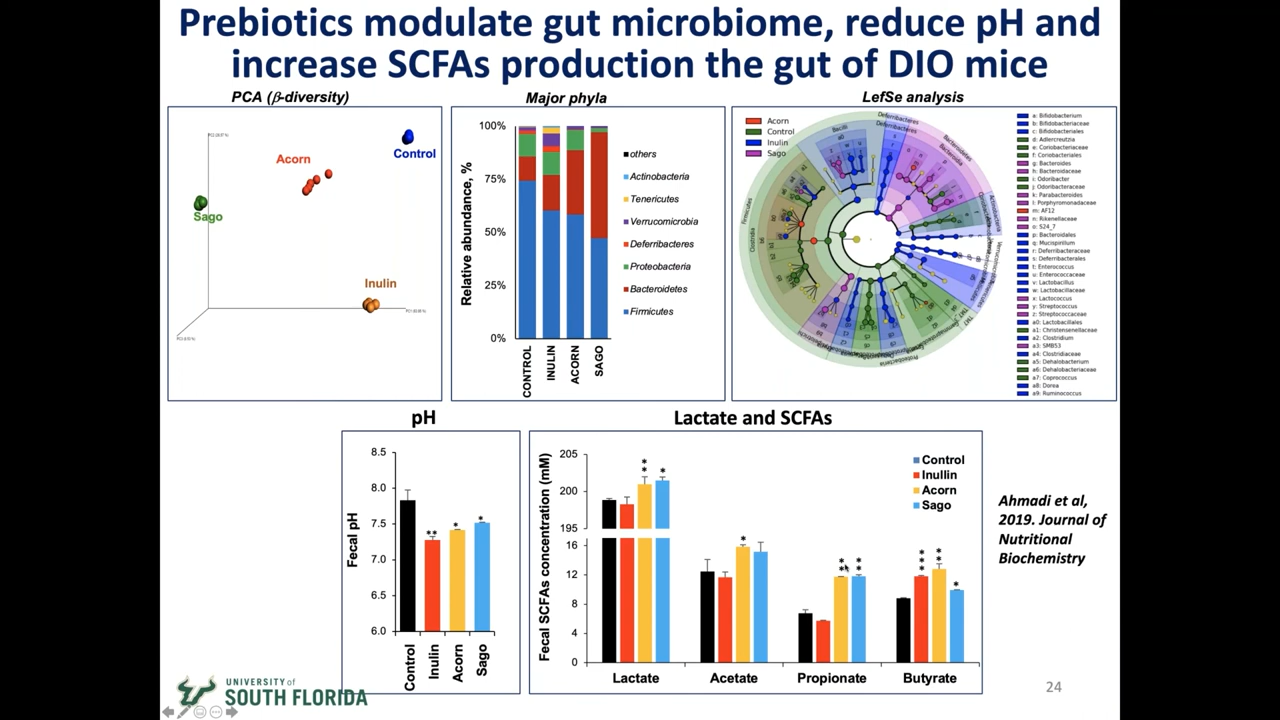 Prebiotics modulate gut microbiome, reduce pH and
increase SCFAs production the gut of DIO mice
PCA (β-diversity)
Control
Acorn
Sago
Inulin
Major phyla
Relative abundance, %
100%
75%
50%
25%
0%
CONTROL
INULIN
ACORN
SAGO
others
Actinobacteria
Tenericutes
Verrucomicrobia
Deferribacteres
Proteobacteria
Bacteroidetes
Firmicutes
LefSe analysis
Acorn
Control
Inulin
Sago
Deferribacteres
Deferribacteres
Bacteroidetes
Bacteroidia
Bacilli
Firmicutes
Clostridia
a: Bifidobacterium
b: Bifidobacteriaceae
c: Bifidobacteriales
d: Adlercreutzia
e: Coriobacteriaceae
f: Coriobacteriales
g: Bacteroides
h: Bacteroidaceae
i: Odoribacter
j: Odoribacteraceae
k: Parabacteroides
l: Porphyromonadaceae
m: AF12
n: Rikenellaceae
o: S24_7
p: Bacteroidales
q: Mucispirillum
r: Deferribacteraceae
s: Deferribacterales
t: Enterococcus
u: Enterococcaceae
v: Lactobacillus
w: Lactobacillaceae
x: Lactococcus
y: Streptococcus
z: Streptococcaceae
a0: Lactobacillales
a1: Christensenellaceae
a2: Clostridium
a3: SMB53
a4: Clostridiaceae
a5: Dehalobacterium
a6: Dehalobacteriaceae
a7: Coprococcus
a8: Dorea
a9: Ruminococcus
pH
Fecal pH
8.5
8.0
7.5
7.0
6.5
6.0
**
*
*
Control
Inulin
Acorn
Sago
Lactate and SCFAs
Fecal SCFAs concentration (mM)
205
200
195
16
12
8
4
0
Control
Inullin
Acorn
Sago
Lactate
Acetate
Propionate
Butyrate
Ahmadi et al,
2019. Journal of
Nutritional
Biochemistry
UNIVERSITY of
SOUTH FLORIDA
24